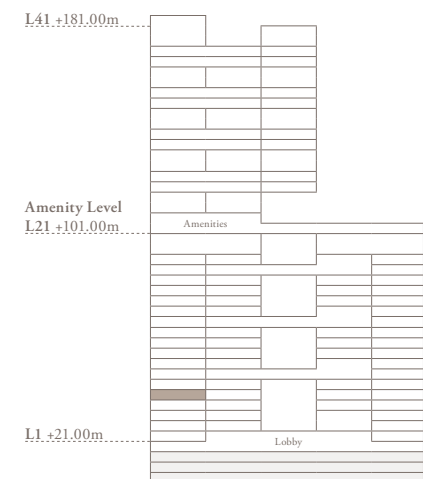 L41 +181.00m
Amenity Level
L21 +101.00m
Amenities
L1 +21.00m
Lobby